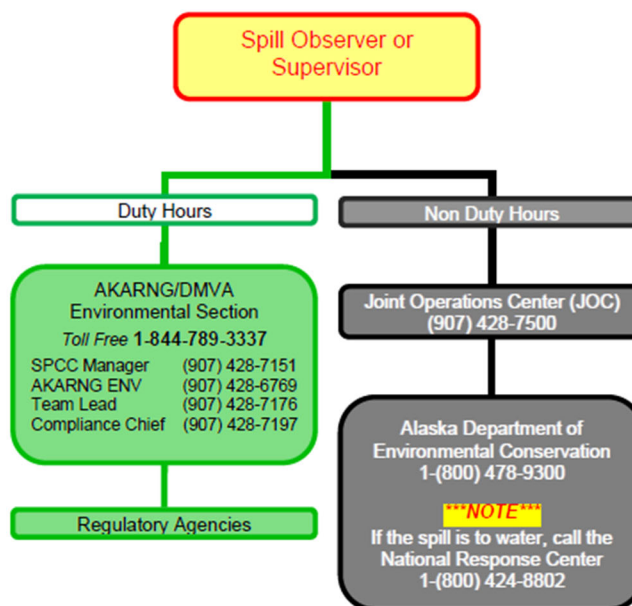 Spill Observer or
Supervisor
Duty Hours
Non Duty Hours
AKARNG/DMVA
Environmental Section
Toll Free 1-844-789-3337
SPCC Manager (907) 428-7151
AKARNG ENV (907) 428-6769
Team Lead (907) 428-7176
Compliance Chief (907) 428-7197
Regulatory Agencies
Joint Operations Center (JOC)
(907) 428-7500
Alaska Department of
Environmental Conservation
1-(800) 478-9300
***NOTE***
If the spill is to water, call the
National Response Center
1-(800) 424-8802